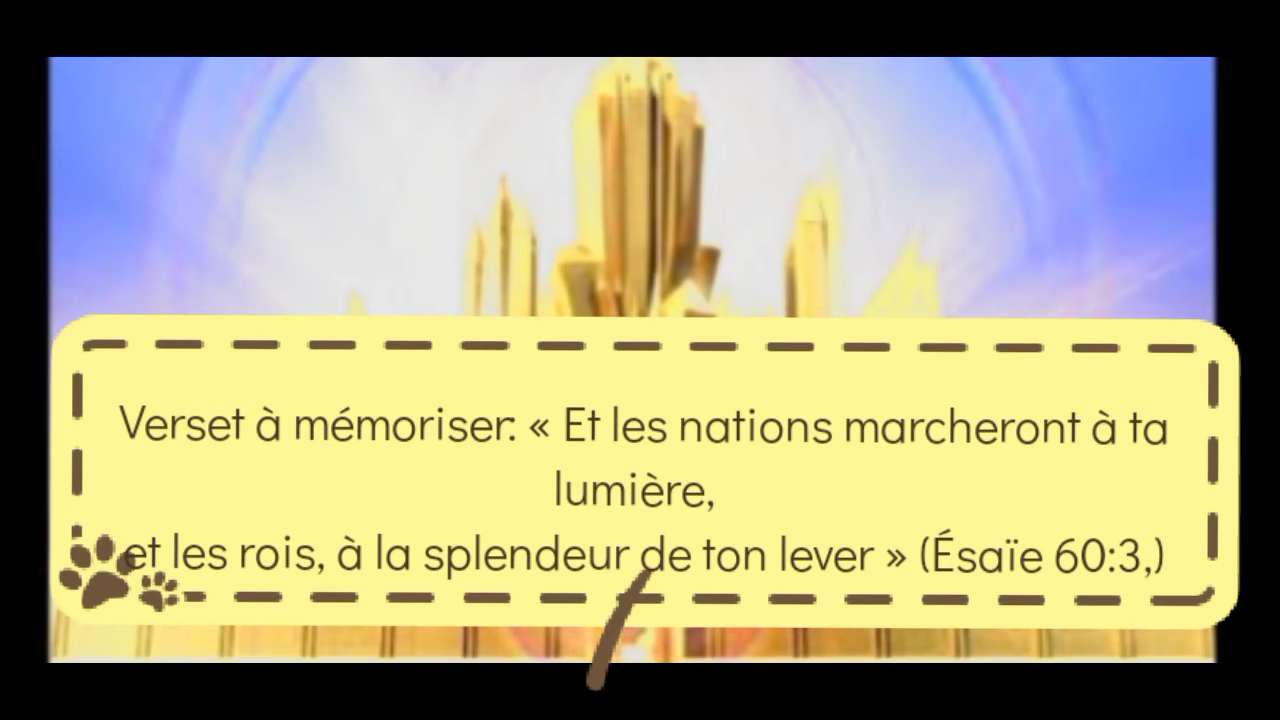 Verset à mémoriser: « Et les nations marcheront à ta
lumière,
et les rois, à la splendeur de ton lever » (Ésaïe 60:3,)